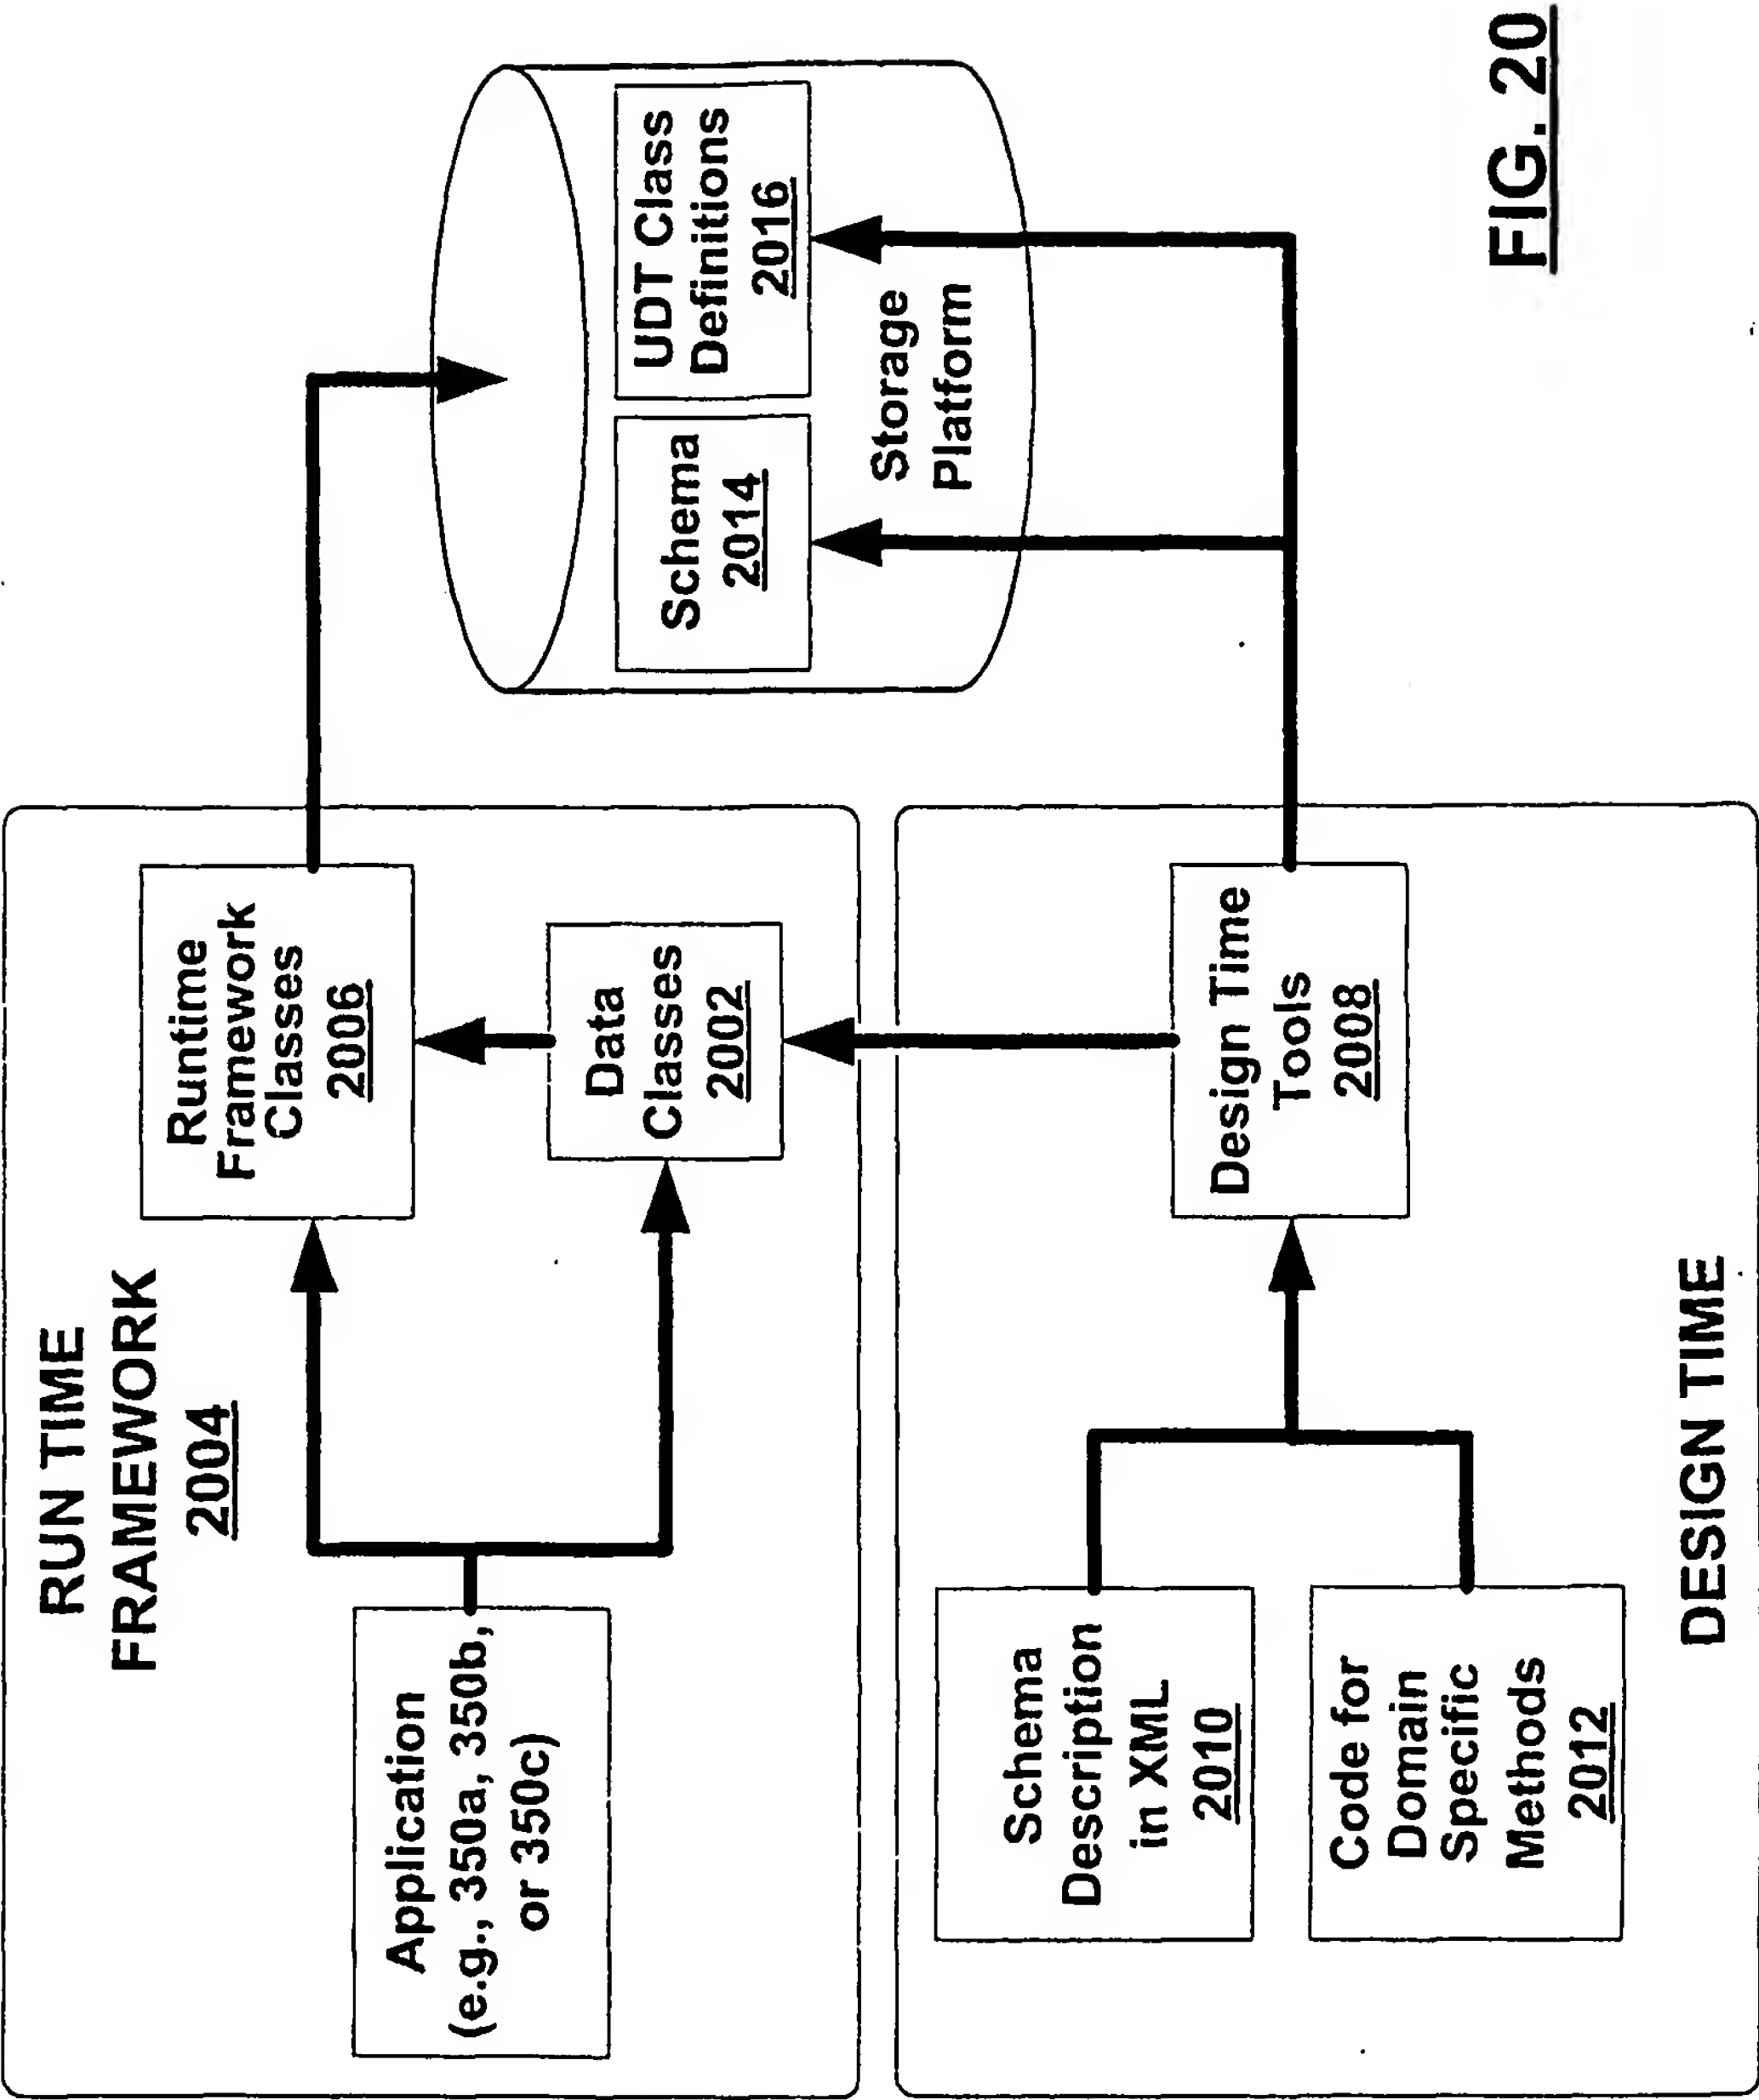 RUN TIME
FRAMEWORK
2004
Application
(e.g., 350a, 350b,
or 350c)
Runtime
Framework
Classes
2006
Data
Classes
2002
Schema
2014
UDT Class
Definitions
2016
Storage
Platform
Schema
Description
in XML
2010
Code for
Domain
Specific
Methods
2012
Design Time
Tools
2008
DESIGN TIME
FIG. 20